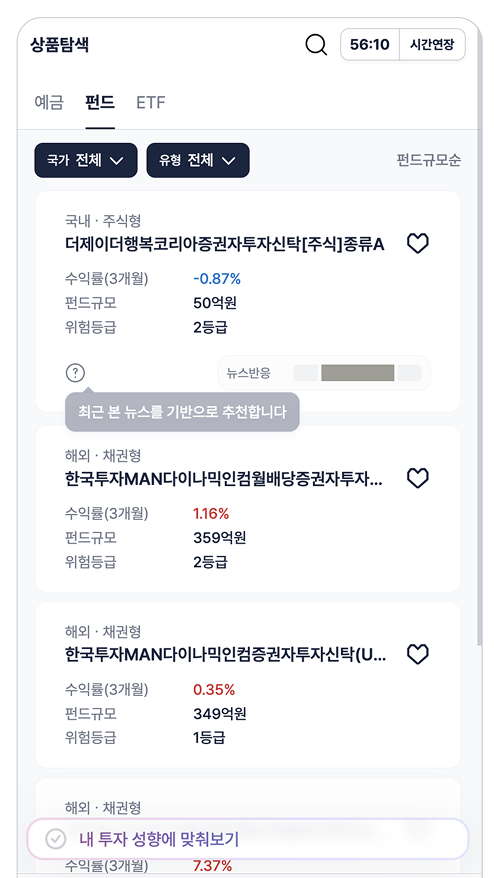 상품탐색
56:10 시간연장
예금 펀드 ETF
국가 전체 유형 전체 펀드규모순
국내 · 주식형
더제이더행복코리아증권자투자신탁[주식]종류A
수익률(3개월) -0.87%
펀드규모 50억원
위험등급 2등급
? 뉴스반응
최근 본 뉴스를 기반으로 추천합니다
해외 · 채권형
한국투자MAN다이나믹인컴월배당증권자투자...
수익률(3개월) 1.16%
펀드규모 359억원
위험등급 2등급
해외 · 채권형
한국투자MAN다이나믹인컴증권자투자신탁(U...
수익률(3개월) 0.35%
펀드규모 349억원
위험등급 1등급
해외 · 채권형
내 투자 성향에 맞춰보기
수익률(3개월) 7.37%